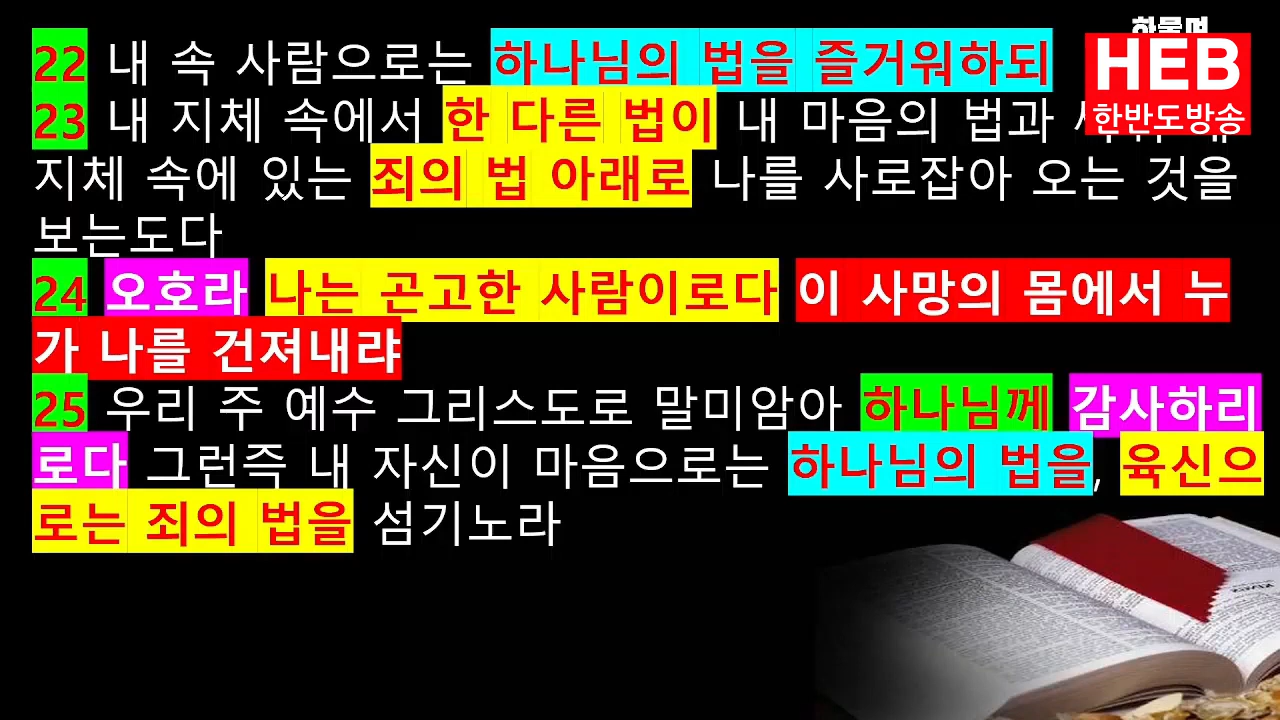 22 내 속 사람으로는 하나님의 법을 즐거워하되
HEB
한반도방송
23 내 지체 속에서 한 다른 법이 내 마음의 법과
지체 속에 있는 죄의 법 아래로 나를 사로잡아 오는 것을
보는도다
24 오호라 나는 곤고한 사람이로다 이 사망의 몸에서 누
가 나를 건져내랴
25 우리 주 예수 그리스도로 말미암아 하나님께 감사하리
로다 그런즉 내 자신이 마음으로는 하나님의 법을, 육신으
로는 죄의 법을 섬기노라